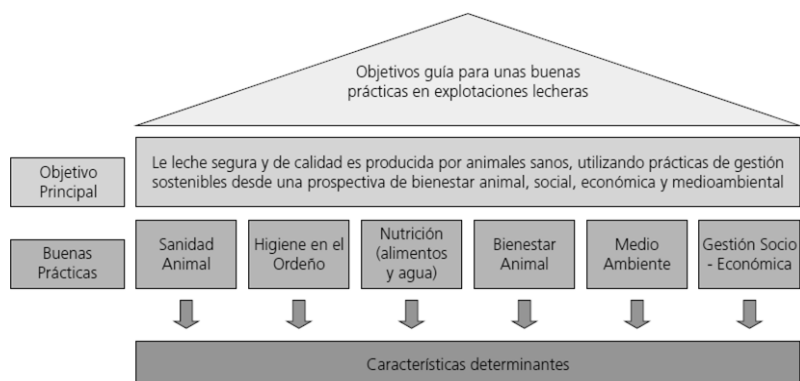 Objetivos guía para unas buenas
prácticas en explotaciones lecheras
Objetivo
Principal
Le leche segura y de calidad es producida por animales sanos, utilizando prácticas de gestión
sostenibles desde una prospectiva de bienestar animal, social, económica y medioambiental
Buenas
Prácticas
Sanidad
Animal
Higiene en el
Ordeño
Nutrición
(alimentos
y agua)
Bienestar
Animal
Medio
Ambiente
Gestión Socio
- Económica
Características determinantes